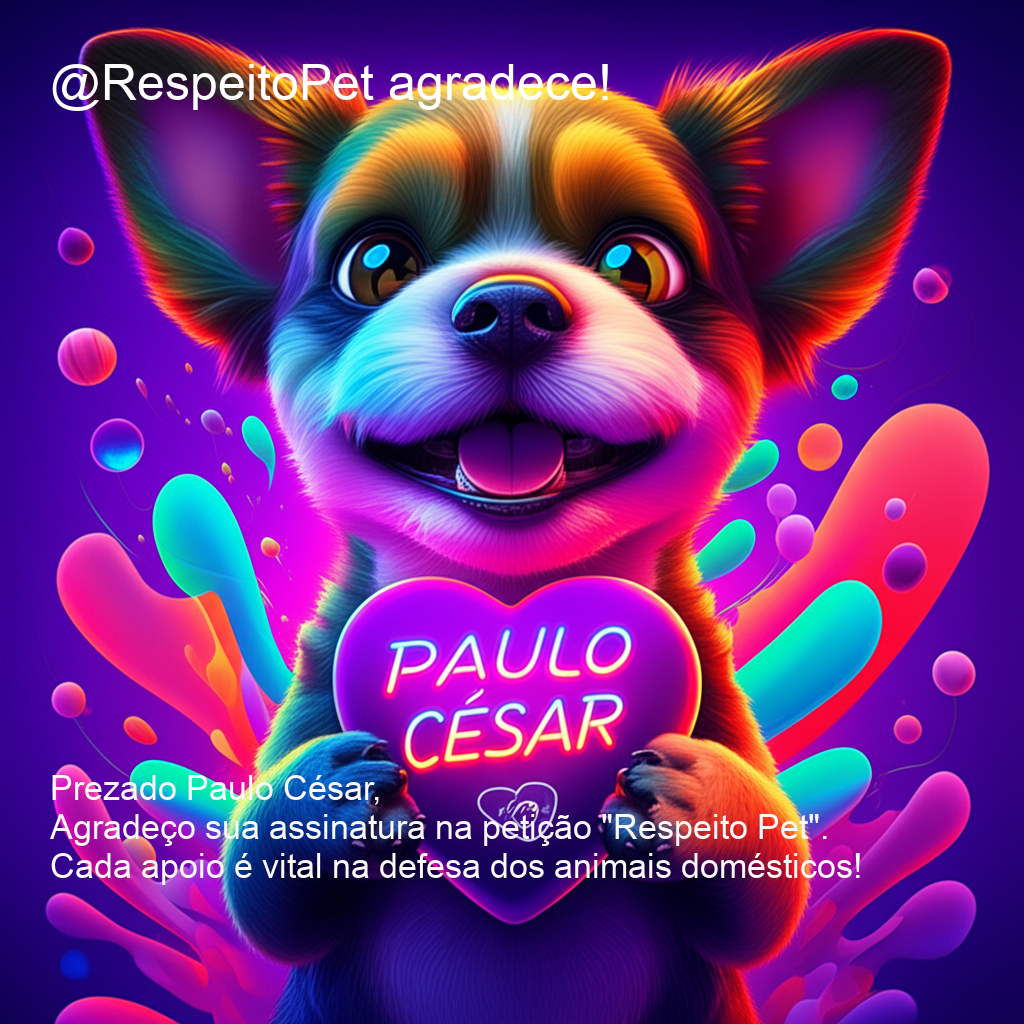 @RespeitoPet agradece!
PAULO
CÉSAR
Prezado Paulo César,
Agradeço sua assinatura na petição "Respeito Pet".
Cada apoio é vital na defesa dos animais domésticos!